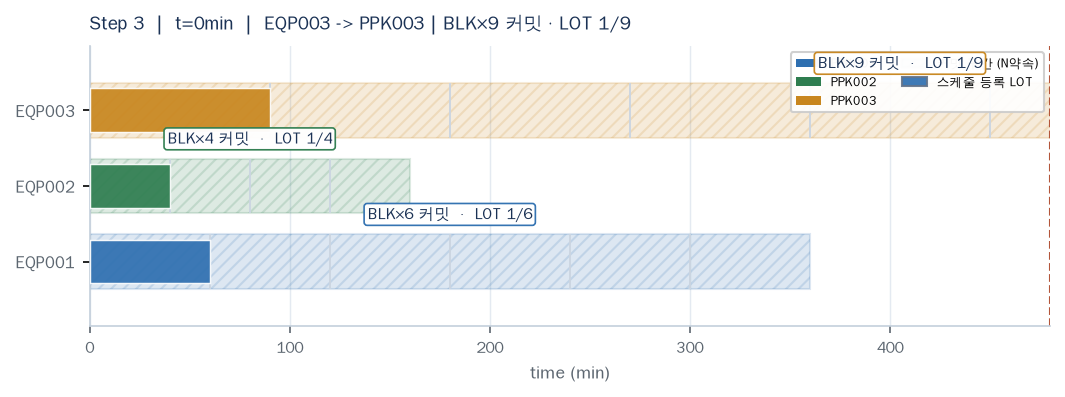 Step 3 | t=0min | EQP003 -> PPK003 | BLK×9 커밋 · LOT 1/9
BLK×9 커밋 · LOT 1/9
(N약속)
PPK002
스케줄 등록 LOT
PPK003
EQP003
BLK×4 커밋 · LOT 1/4
EQP002
BLK×6 커밋 · LOT 1/6
EQP001
0 100 200 300 400
time (min)